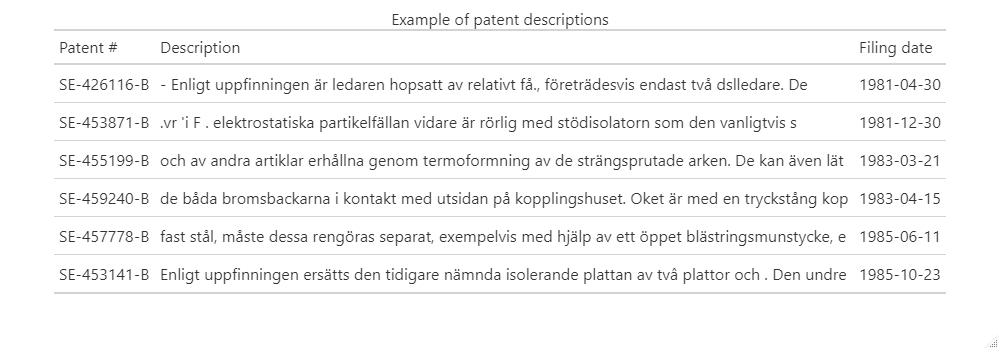 Example of patent descriptions
Patent # Description Filing date
SE-426116-B - Enligt uppfinningen är ledaren hopsatt av relativt få., företrädesvis endast två dslledare. De 1981-04-30
SE-453871-B .vr 'i F . elektrostatiska partikelfällan vidare är rörlig med stödisolatorn som den vanligtvis s 1981-12-30
SE-455199-B och av andra artiklar erhållna genom termoformning av de strängsprutade arken. De kan även lät 1983-03-21
SE-459240-B de båda bromsbackarna i kontakt med utsidan på kopplingshuset. Oket är med en tryckstång kop 1983-04-15
SE-457778-B fast stål, måste dessa rengöras separat, exempelvis med hjälp av ett öppet blästringsmunstycke, e 1985-06-11
SE-453141-B Enligt uppfinningen ersätts den tidigare nämnda isolerande plattan av två plattor och . Den undre 1985-10-23